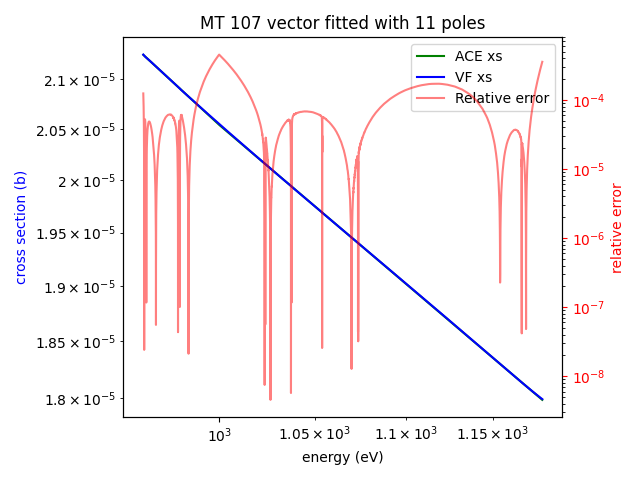 MT 107 vector fitted with 11 poles
ACE xs
VF xs
Relative error
2.1 × 10⁻⁵
2.05 × 10⁻⁵
2 × 10⁻⁵
1.95 × 10⁻⁵
1.9 × 10⁻⁵
1.85 × 10⁻⁵
1.8 × 10⁻⁵
cross section (b)
10⁻⁴
10⁻⁵
10⁻⁶
10⁻⁷
10⁻⁸
relative error
10³ 1.05 × 10³ 1.1 × 10³ 1.15 × 10³
energy (eV)